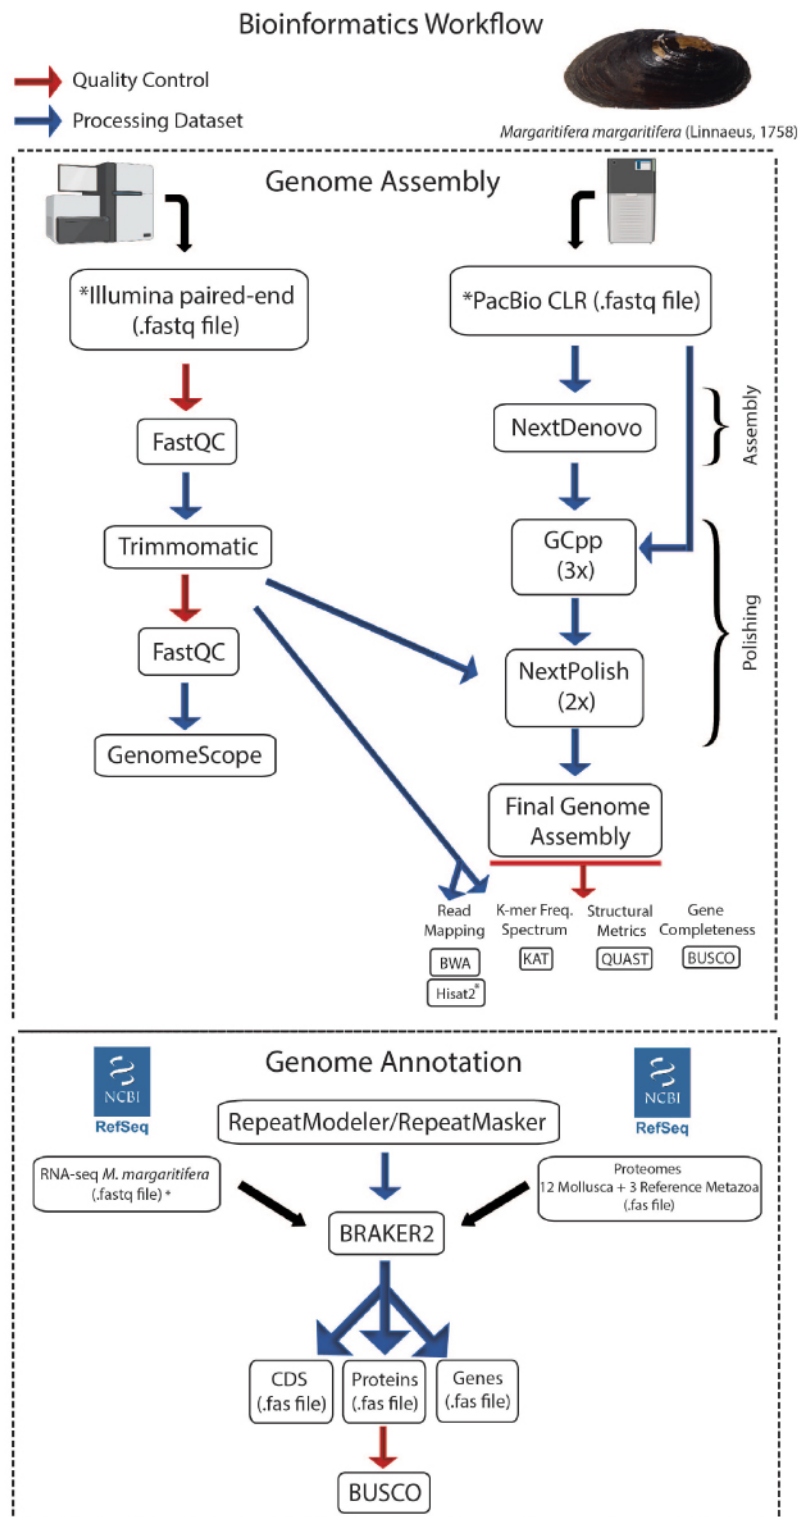 Bioinformatics Workflow
Quality Control
Processing Dataset
Margaritifera margaritifera (Linnaeus, 1758)
Genome Assembly
*Illumina paired-end
(.fastq file)
*PacBio CLR (.fastq file)
FastQC
NextDenovo
Assembly
Trimmomatic
GCpp
(3x)
FastQC
NextPolish
(2x)
Polishing
GenomeScope
Final Genome
Assembly
Read
Mapping
BWA
Hisat2*
K-mer Freq.
Spectrum
KAT
Structural
Metrics
QUAST
Gene
Completeness
BUSCO
Genome Annotation
NCBI
RefSeq
NCBI
RefSeq
RepeatModeler/RepeatMasker
RNA-seq M. margaritifera
(.fastq file) *
Proteomes
12 Mollusca + 3 Reference Metazoa
(.fas file)
BRAKER2
CDS
(.fas file)
Proteins
(.fas file)
Genes
(.fas file)
BUSCO